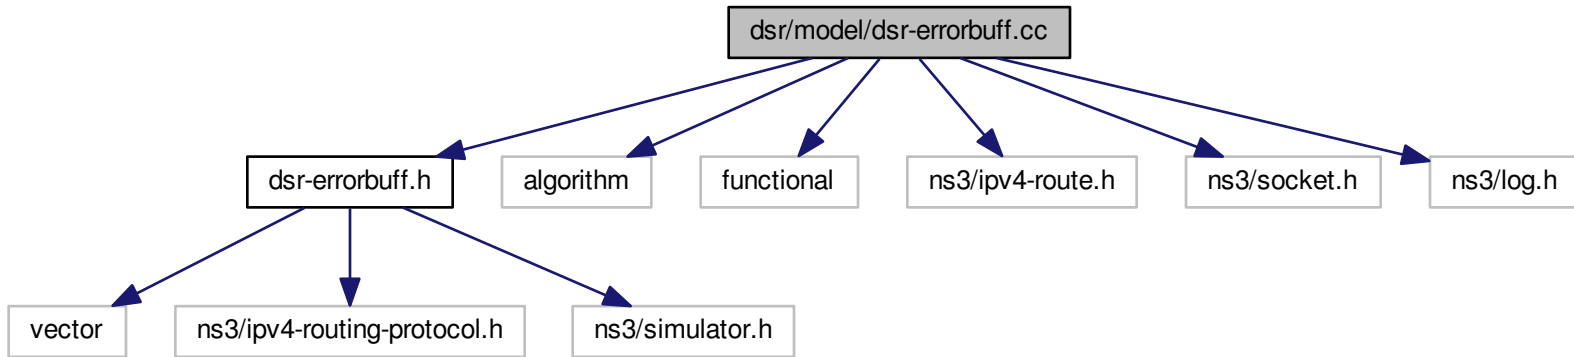 dsr/model/dsr-errorbuff.cc
dsr-errorbuff.h
algorithm
functional
ns3/ipv4-route.h
ns3/socket.h
ns3/log.h
vector
ns3/ipv4-routing-protocol.h
ns3/simulator.h